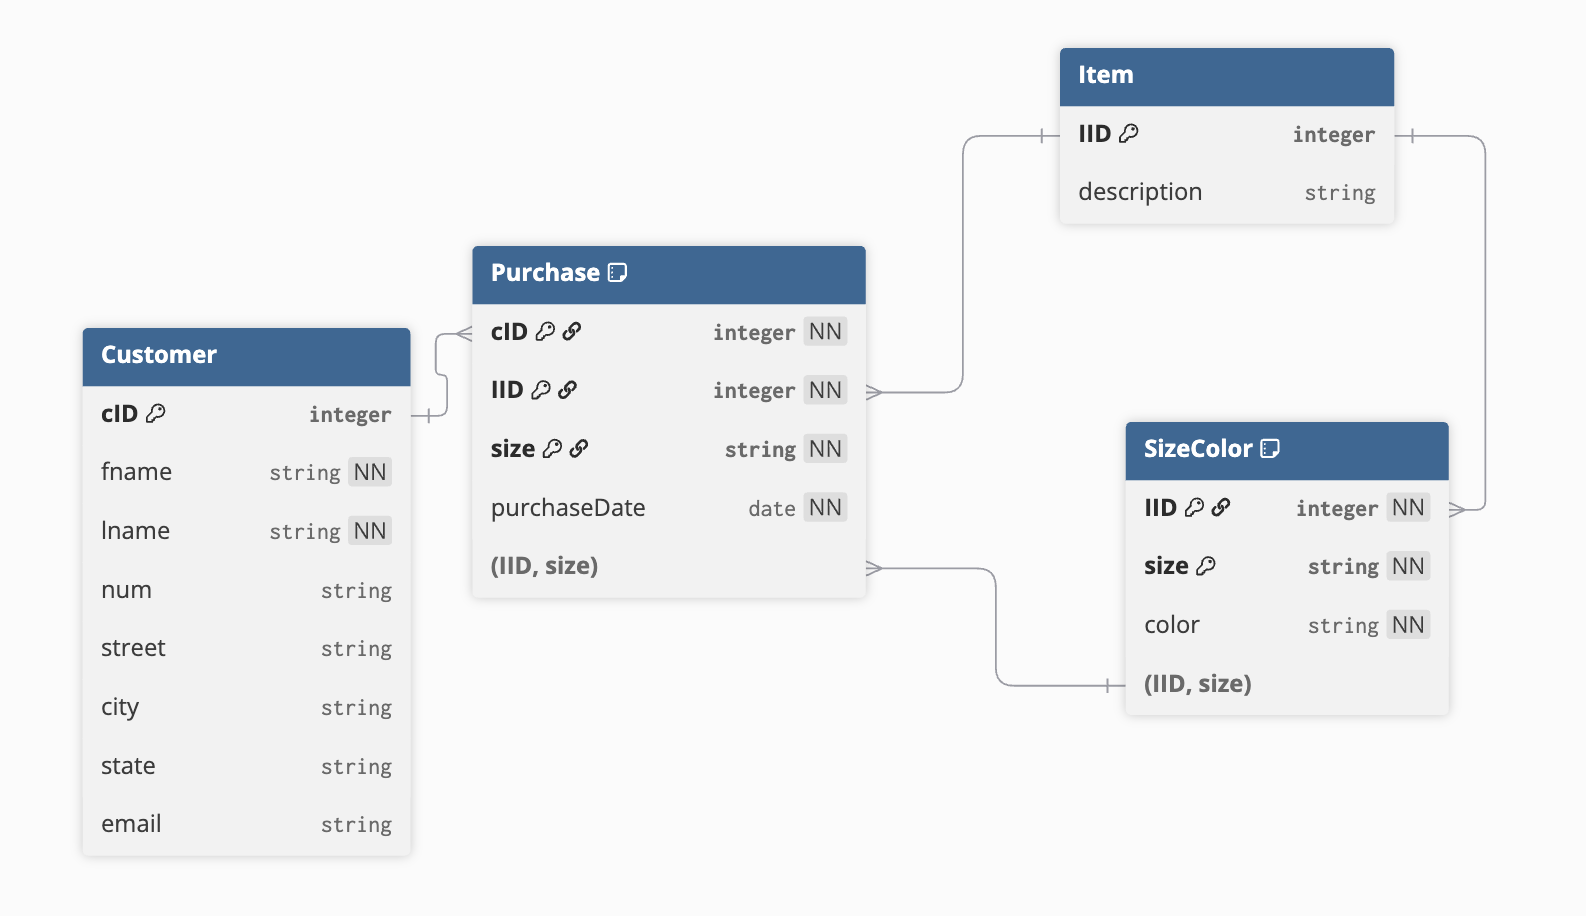 Item
IID integer
description string
Purchase
cID integer NN
IID integer NN
size string NN
purchaseDate date NN
(IID, size)
Customer
cID integer
fname string NN
lname string NN
num string
street string
city string
state string
email string
SizeColor
IID integer NN
size string NN
color string NN
(IID, size)